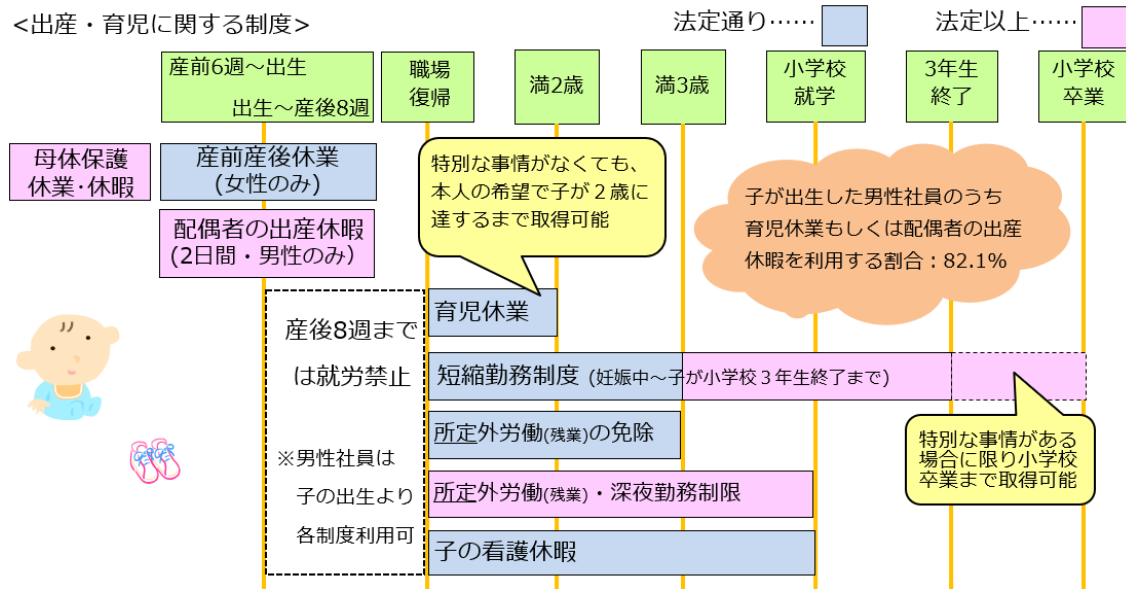 <出産・育児に関する制度>
法定通り……
法定以上……
産前6週～出生
出生～産後8週
職場
復帰
満2歳
満3歳
小学校
就学
3年生
終了
小学校
卒業
母体保護
休業・休暇
産前産後休業
(女性のみ)
配偶者の出産休暇
(2日間・男性のみ）
特別な事情がなくても、
本人の希望で子が２歳に
達するまで取得可能
子が出生した男性社員のうち
育児休業もしくは配偶者の出産
休暇を利用する割合：82.1%
産後8週まで
は就労禁止
※男性社員は
子の出生より
各制度利用可
育児休業
短縮勤務制度 (妊娠中～子が小学校３年生終了まで)
所定外労働(残業)の免除
所定外労働(残業)・深夜勤務制限
子の看護休暇
特別な事情がある
場合に限り小学校
卒業まで取得可能